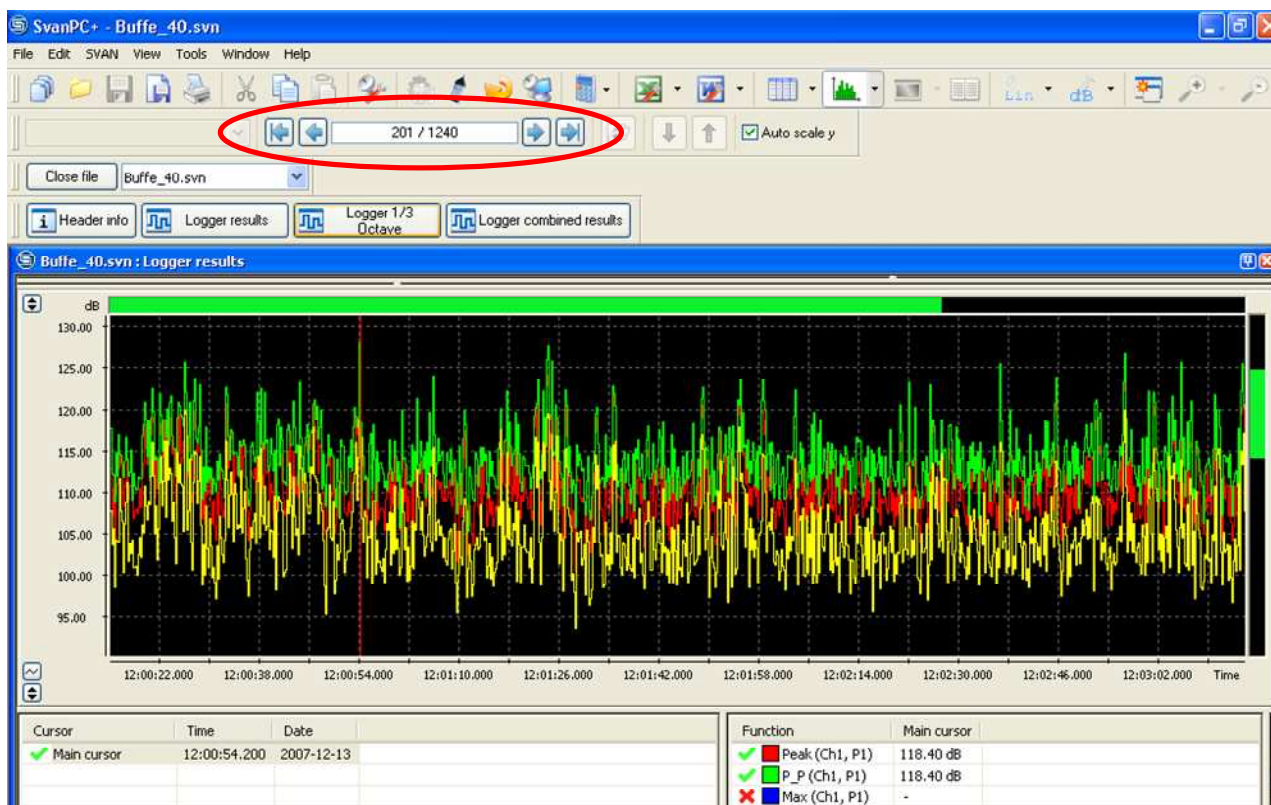 SvanPC+ - Buffe_40.svn
File Edit SVAN View Tools Window Help
Lin dB
201 / 1240 Auto scale y
Close file Buffe_40.svn
i Header info Logger results Logger 1/3 Octave Logger combined results
Buffe_40.svn : Logger results
dB
130.00
125.00
120.00
115.00
110.00
105.00
100.00
95.00
12:00:22.000 12:00:38.000 12:00:54.000 12:01:10.000 12:01:26.000 12:01:42.000 12:01:58.000 12:02:14.000 12:02:30.000 12:02:46.000 12:03:02.000 Time
Cursor Time Date
Main cursor 12:00:54.200 2007-12-13
Function Main cursor
Peak (Ch1, P1) 118.40 dB
P_P (Ch1, P1) 118.40 dB
Max (Ch1, P1) -